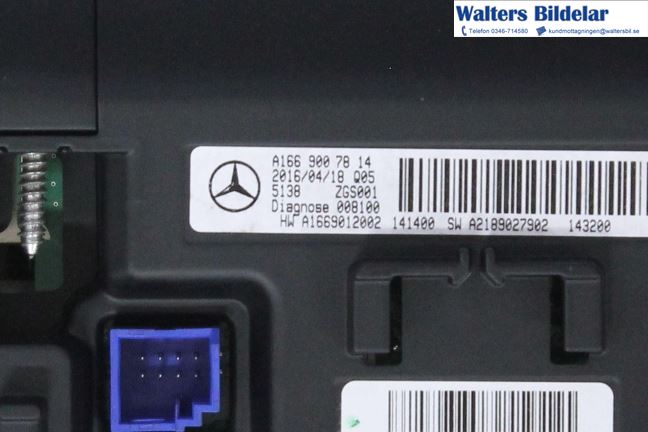 Walters Bildelar
Telefon 0346-714580 kundmottagningen@waltersbil.se
A166 900 78 14
2016/04/18 Q05
5138 ZGS001
Diagnose 008100
HW A1669012002 141400 SW A2189027902 143200